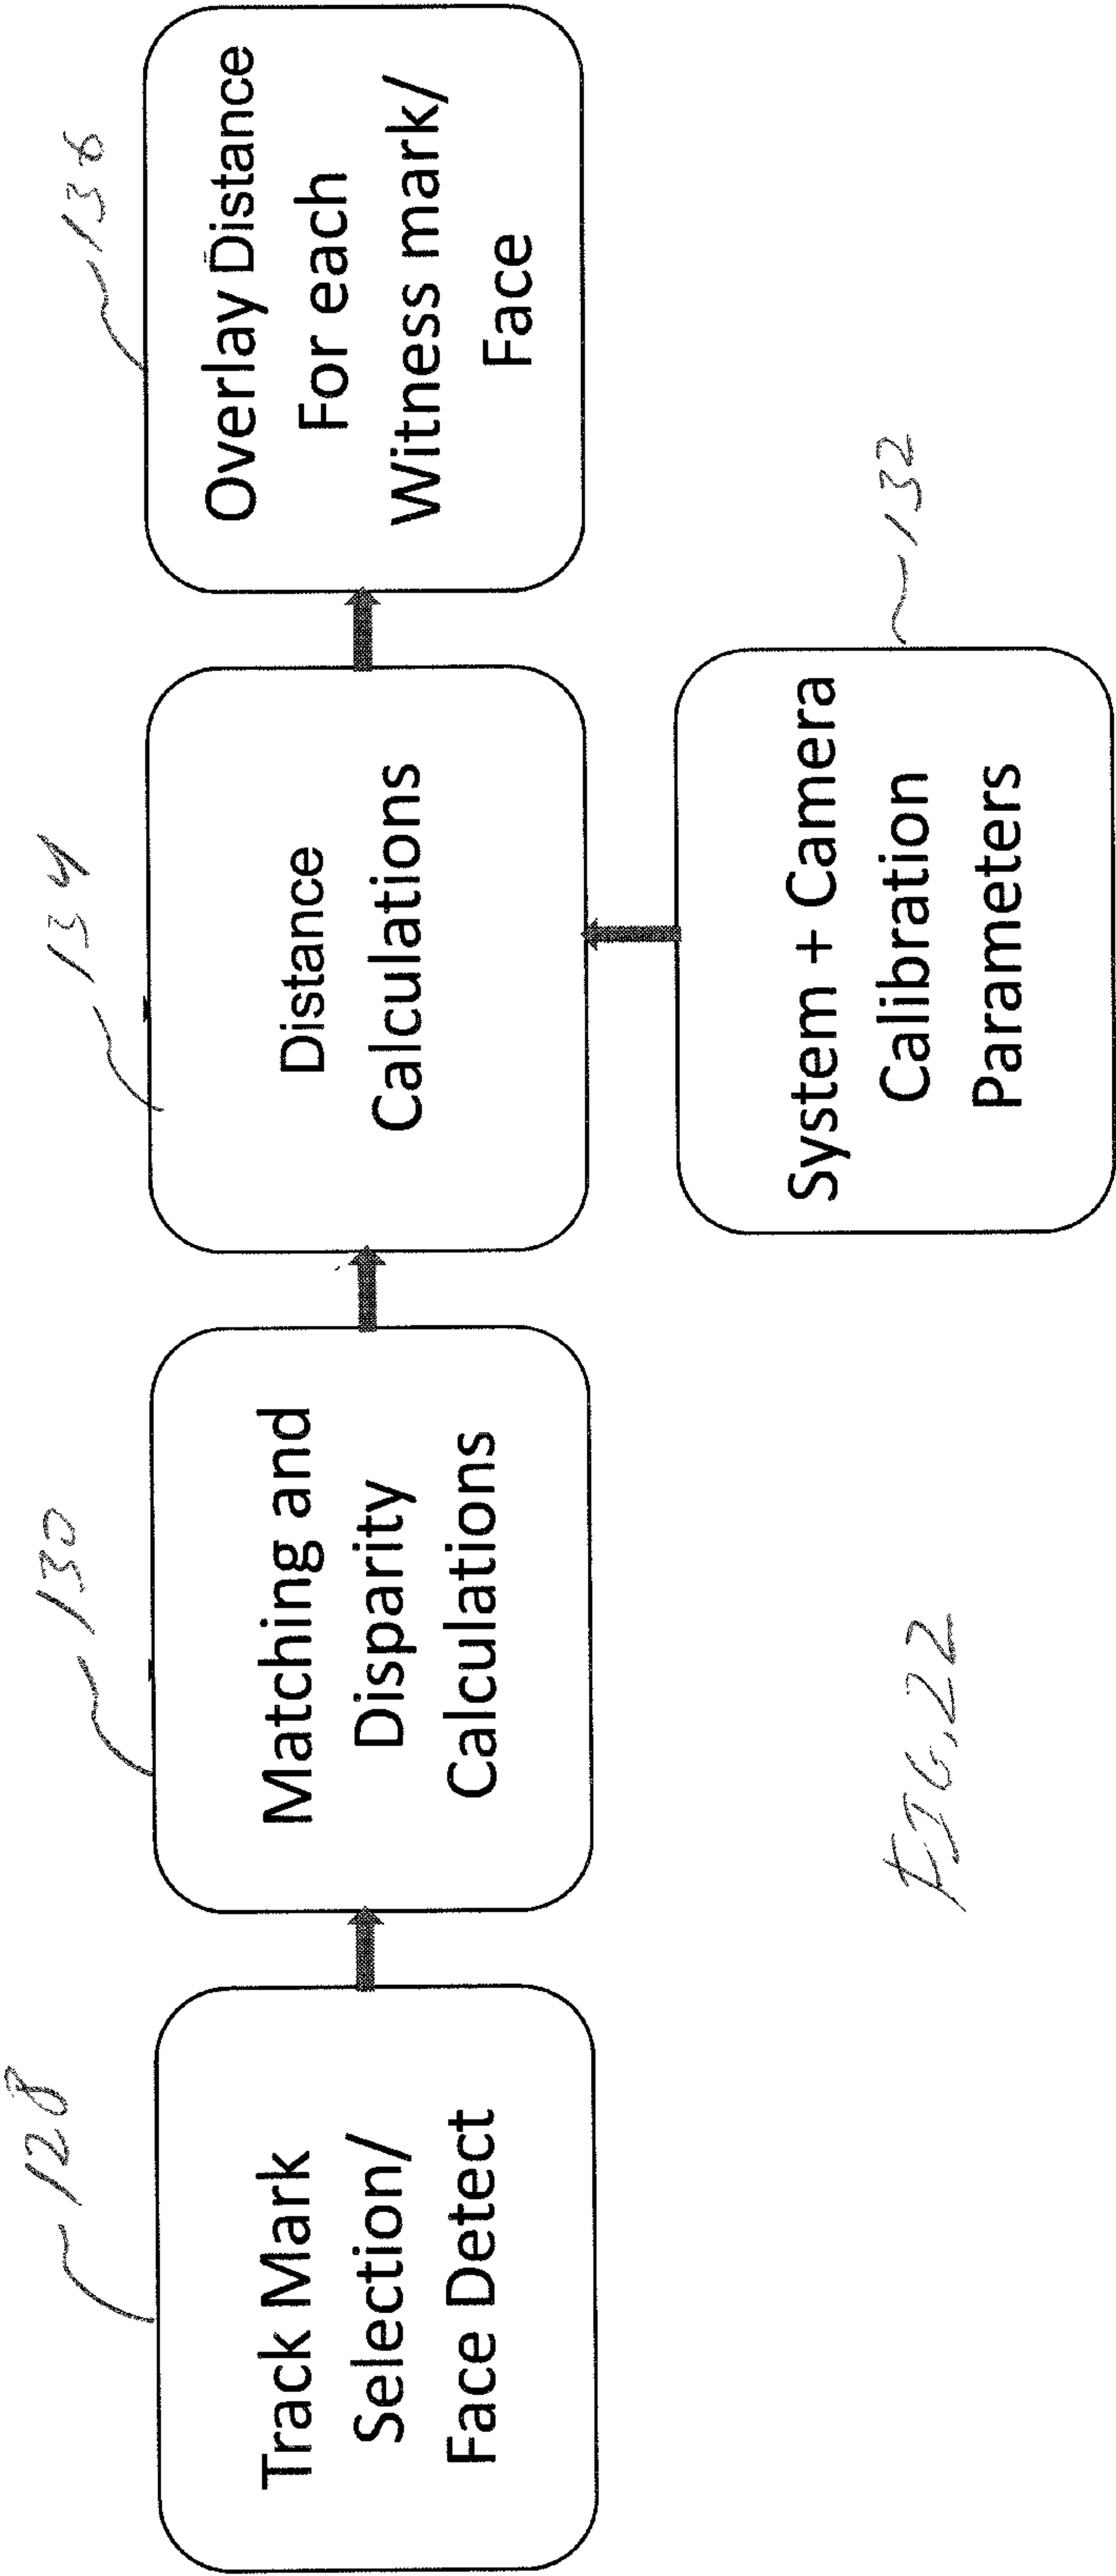 128
Track Mark
Selection/
Face Detect
130
Matching and
Disparity
Calculations
134
Distance
Calculations
136
Overlay Distance
For each
Witness mark/
Face
132
System + Camera
Calibration
Parameters
FIG. 22